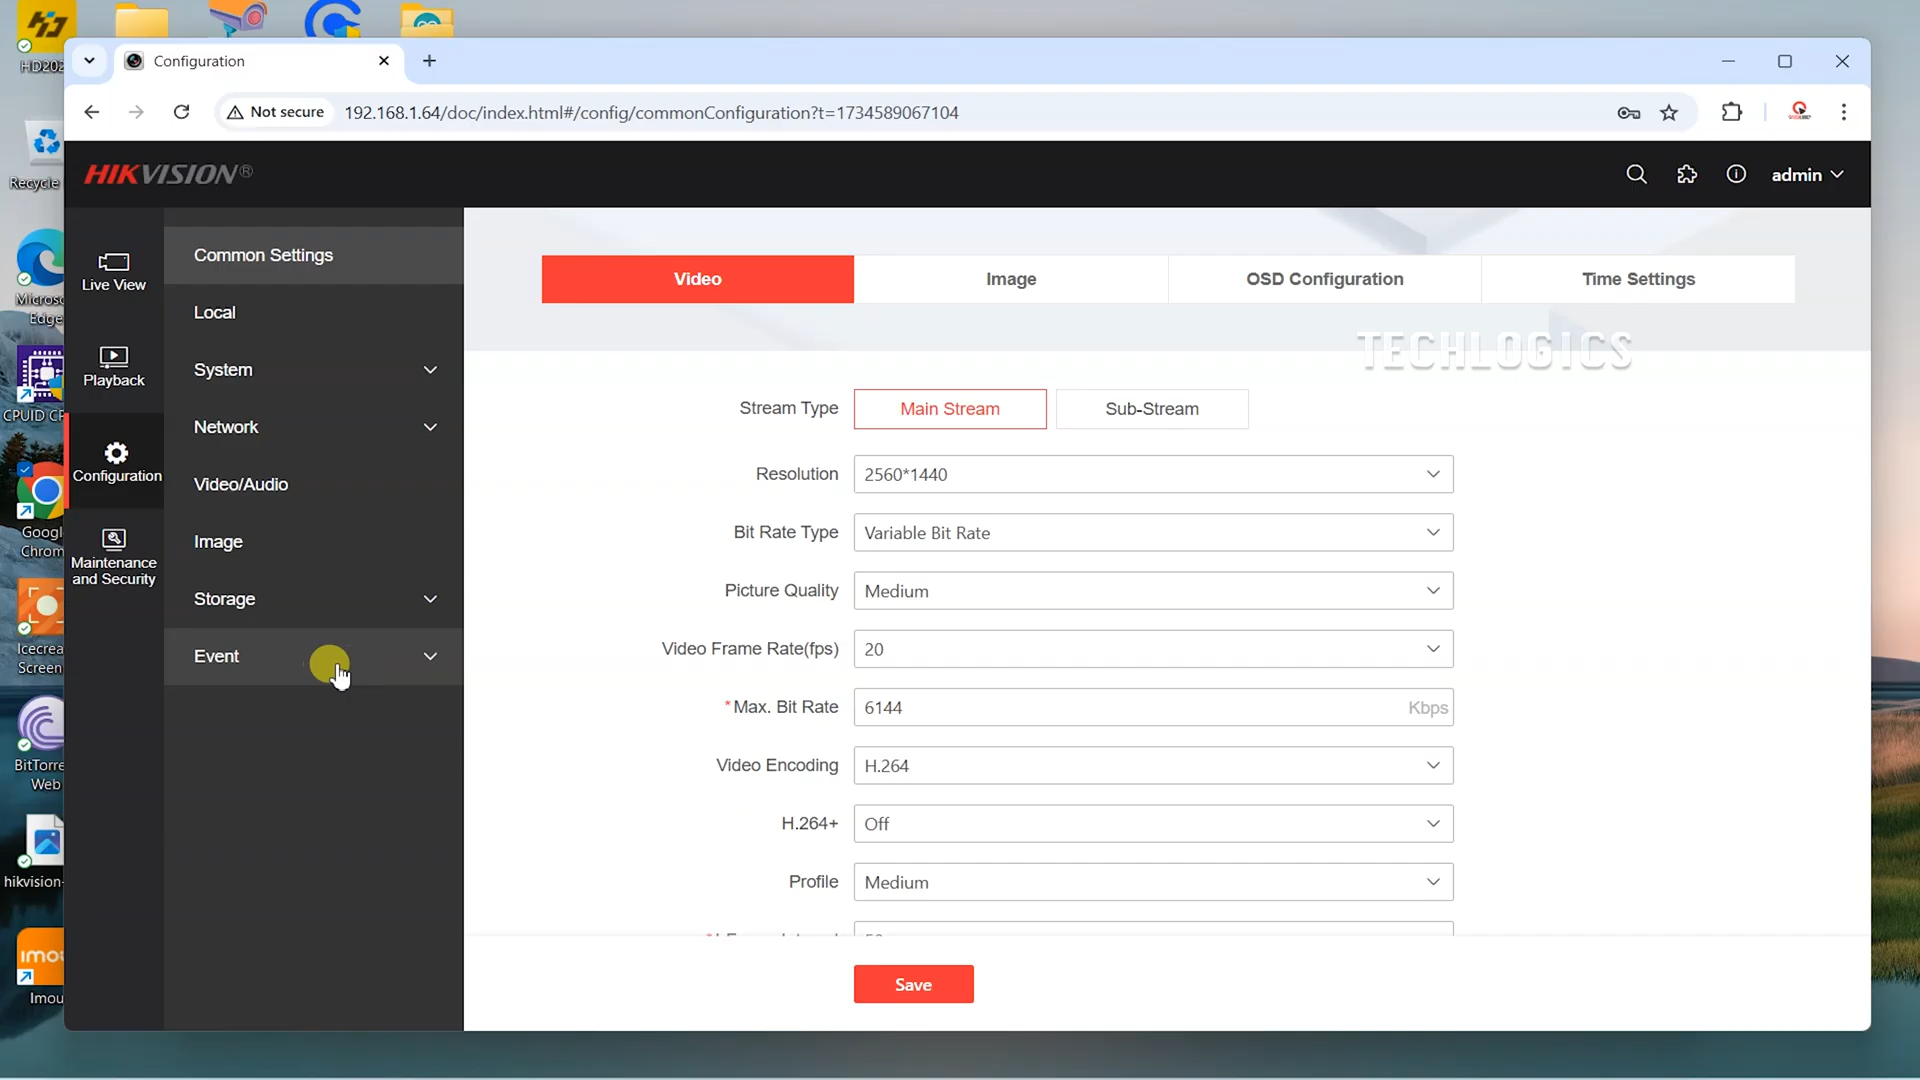 HD202
Configuration
Not secure
192.168.1.64/doc/index.html#/config/commonConfiguration?t=1734589067104
HIKVISION®
admin
Recycle
Microso
Edge
CPUID CP
Googl
Chrom
Icecrea
Screen
BitTorre
Web
hikvision-
imou
Imou
Live View
Playback
Configuration
Maintenance
and Security
Common Settings
Local
System
Network
Video/Audio
Image
Storage
Event
Video
Image
OSD Configuration
Time Settings
TECHLOGICS
Stream Type
Main Stream
Sub-Stream
Resolution
2560*1440
Bit Rate Type
Variable Bit Rate
Picture Quality
Medium
Video Frame Rate(fps)
20
*Max. Bit Rate
6144
Kbps
Video Encoding
H.264
H.264+
Off
Profile
Medium
Save